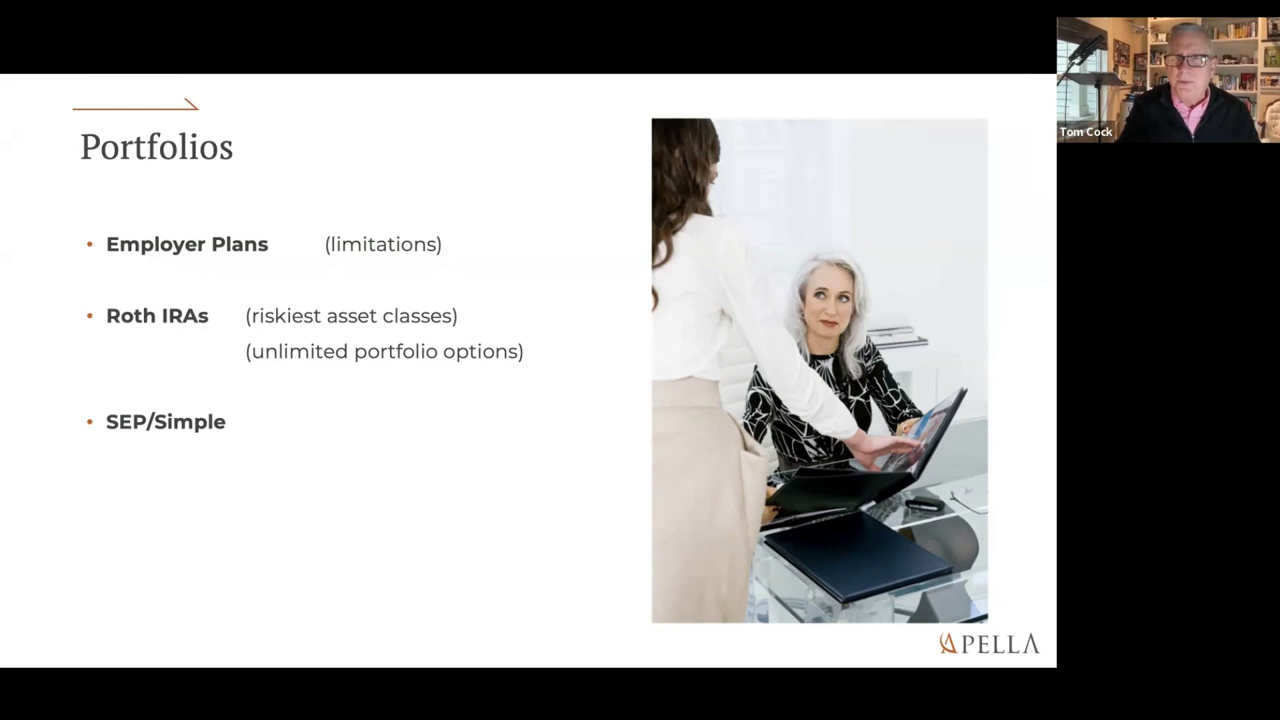 Portfolios
• Employer Plans (limitations)
• Roth IRAs (riskiest asset classes)
(unlimited portfolio options)
• SEP/Simple
APELLA
Tom Cock